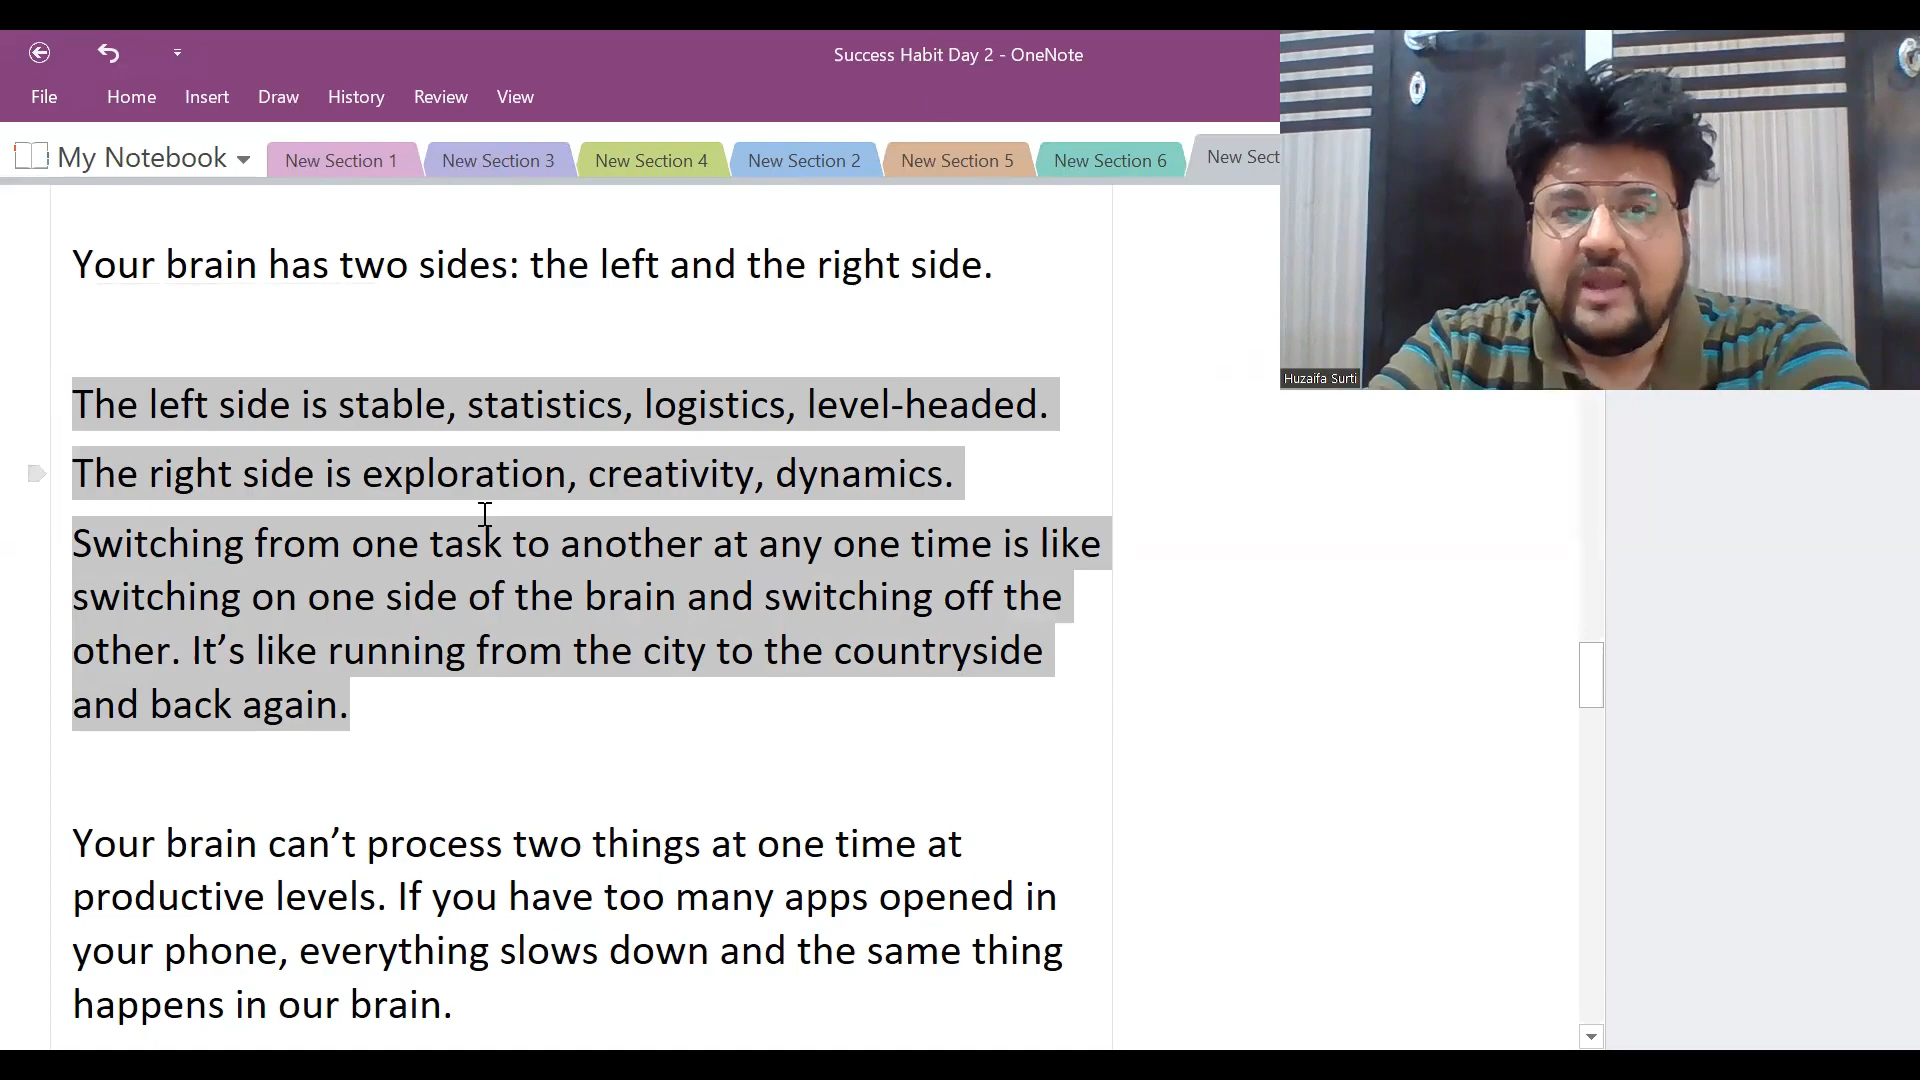 Success Habit Day 2 - OneNote
File Home Insert Draw History Review View
My Notebook New Section 1 New Section 3 New Section 4 New Section 2 New Section 5 New Section 6 New Sect
Your brain has two sides: the left and the right side.
The left side is stable, statistics, logistics, level-headed.
The right side is exploration, creativity, dynamics.
Switching from one task to another at any one time is like
switching on one side of the brain and switching off the
other. It’s like running from the city to the countryside
and back again.
Your brain can’t process two things at one time at
productive levels. If you have too many apps opened in
your phone, everything slows down and the same thing
happens in our brain.
Huzaifa Surti